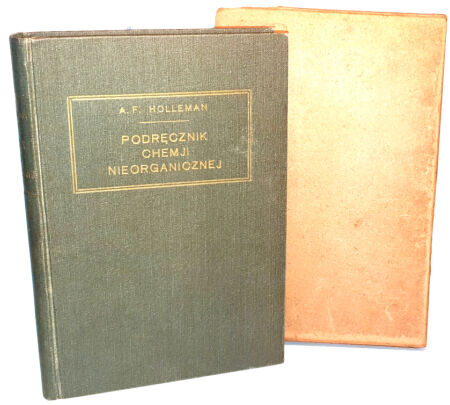 A. F. HOLLEMAN
PODRĘCZNIK
CHEMJI
NIEORGANICZNEJ